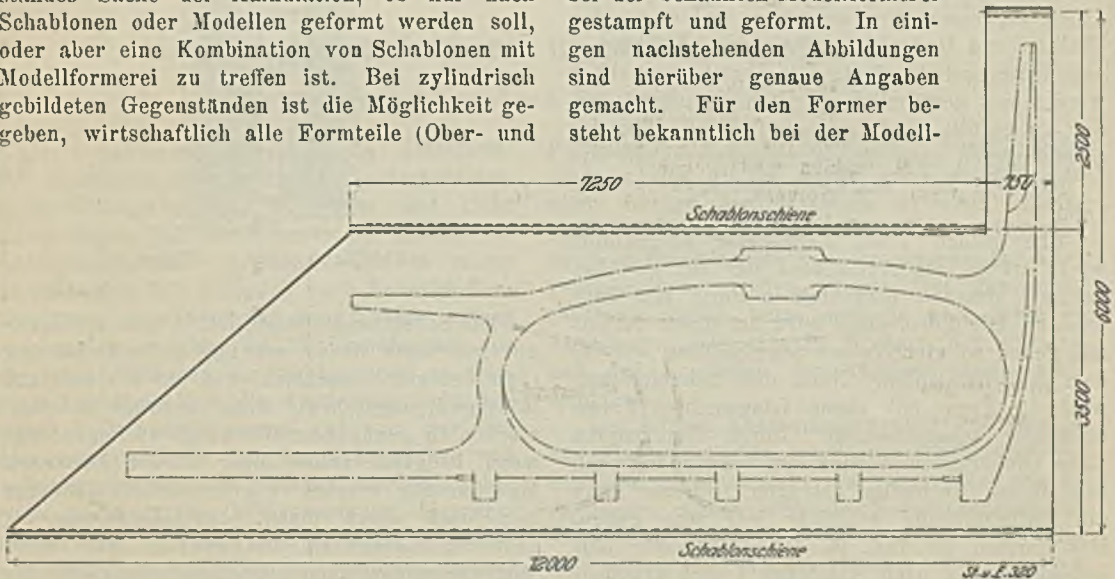 Schablonen oder Modellen geformt werden soll,
oder aber eine Kombination von Schablonen mit
Modellformerei zu treffen ist. Bei zylindrisch
gebildeten Gegenständen ist die Möglichkeit ge-
geben, wirtschaftlich alle Formteile (Ober- und
gestampft und geformt. In eini-
gen nachstehenden Abbildungen
sind hierüber genaue Angaben
gemacht. Für den Former be-
steht bekanntlich bei der Modell-
7250
750
2500
Schablonschiene
3500
Schablonschiene
12000
St.u.E. 320